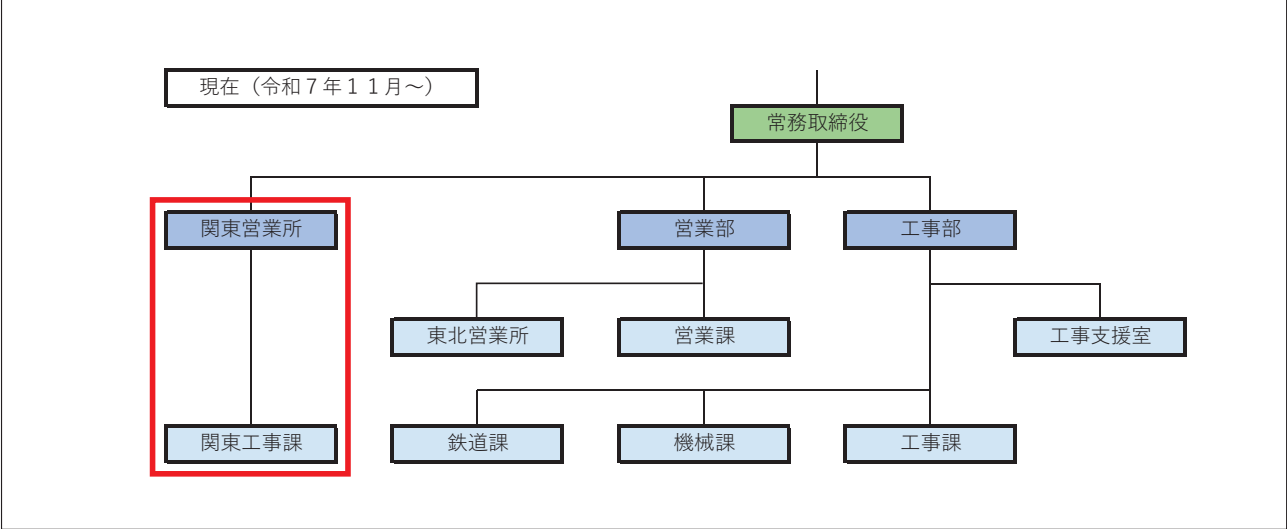 現在（令和７年１１月～）
常務取締役
関東営業所
営業部
工事部
東北営業所
営業課
工事支援室
関東工事課
鉄道課
機械課
工事課